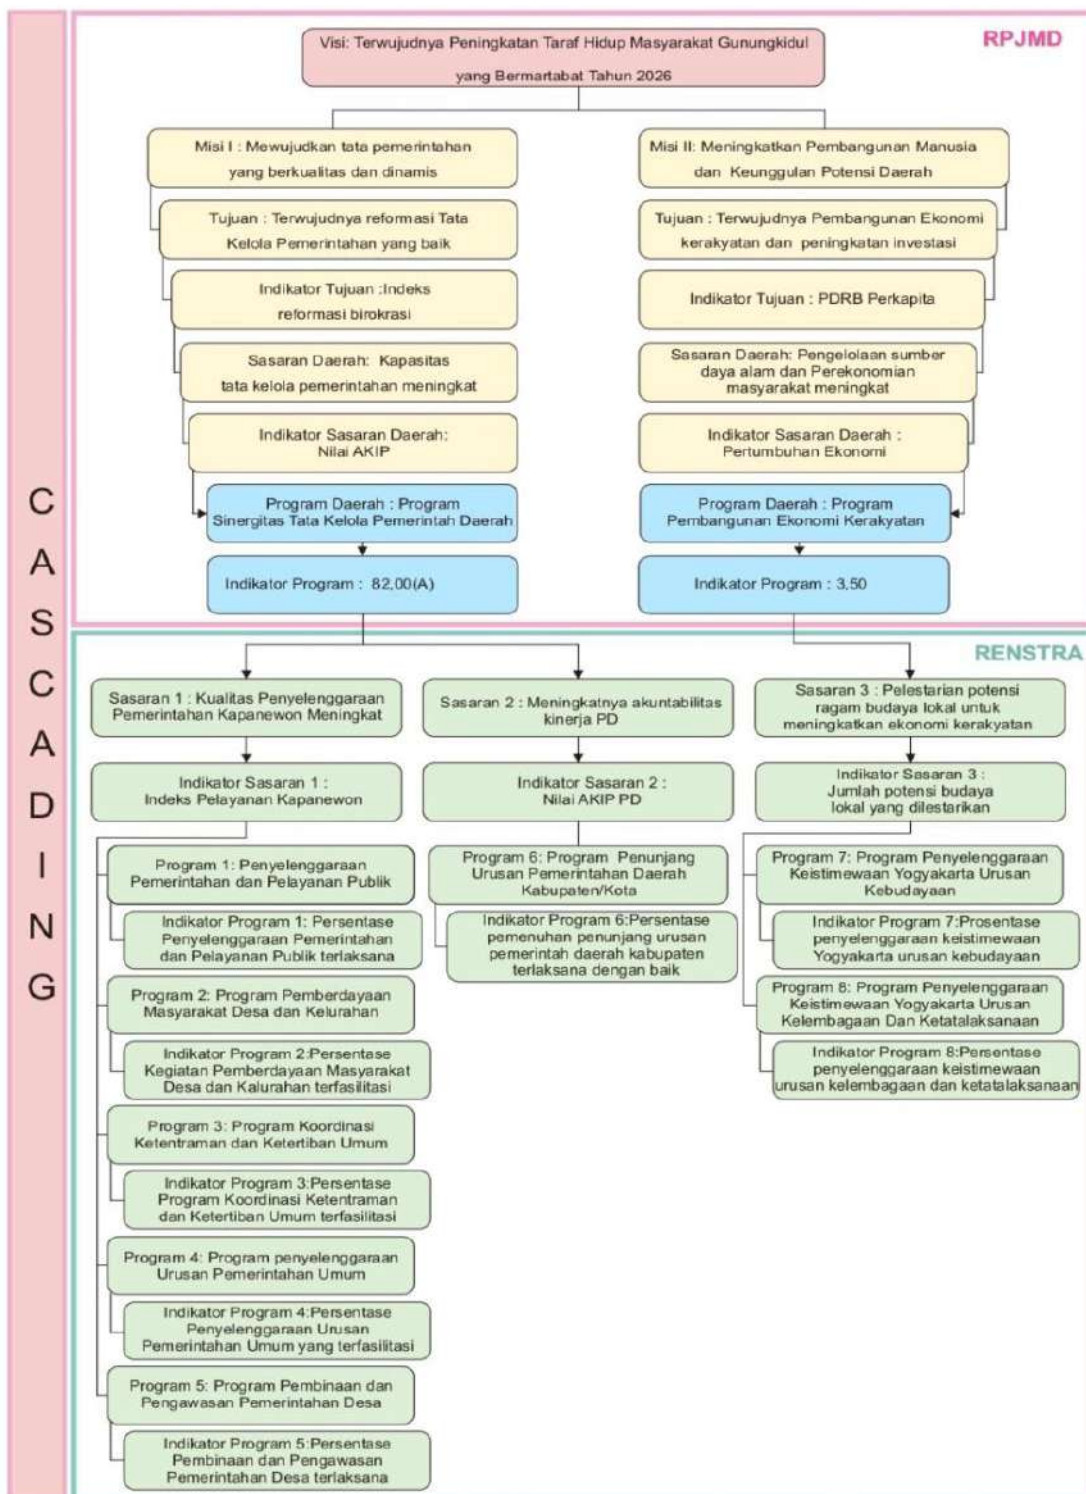 CASCADING
RPJMD
Visi: Terwujudnya Peningkatan Taraf Hidup Masyarakat Gunungkidul
yang Bermartabat Tahun 2026
Misi I : Mewujudkan tata pemerintahan
yang berkualitas dan dinamis
Tujuan : Terwujudnya reformasi Tata
Kelola Pemerintahan yang baik
Indikator Tujuan :Indeks
reformasi birokrasi
Sasaran Daerah: Kapasitas
tata kelola pemerintahan meningkat
Indikator Sasaran Daerah:
Nilai AKIP
Program Daerah : Program
Sinergitas Tata Kelola Pemerintah Daerah
Indikator Program : 82,00(A)
Misi II: Meningkatkan Pembangunan Manusia
dan Keunggulan Potensi Daerah
Tujuan : Terwujudnya Pembangunan Ekonomi
kerakyatan dan peningkatan investasi
Indikator Tujuan : PDRB Perkapita
Sasaran Daerah: Pengelolaan sumber
daya alam dan Perekonomian
masyarakat meningkat
Indikator Sasaran Daerah :
Pertumbuhan Ekonomi
Program Daerah : Program
Pembangunan Ekonomi Kerakyatan
Indikator Program : 3,50
RENSTRA
Sasaran 1 : Kualitas Penyelenggaraan
Pemerintahan Kapanewon Meningkat
Indikator Sasaran 1 :
Indeks Pelayanan Kapanewon
Program 1: Penyelenggaraan
Pemerintahan dan Pelayanan Publik
Indikator Program 1: Persentase
Penyelenggaraan Pemerintahan
dan Pelayanan Publik terlaksana
Program 2: Program Pemberdayaan
Masyarakat Desa dan Kelurahan
Indikator Program 2:Persentase
Kegiatan Pemberdayaan Masyarakat
Desa dan Kalurahan terfasilitasi
Program 3: Program Koordinasi
Ketentraman dan Ketertiban Umum
Indikator Program 3:Persentase
Program Koordinasi Ketentraman
dan Ketertiban Umum terfasilitasi
Program 4: Program penyelenggaraan
Urusan Pemerintahan Umum
Indikator Program 4:Persentase
Penyelenggaraan Urusan
Pemerintahan Umum yang terfasilitasi
Program 5: Program Pembinaan dan
Pengawasan Pemerintahan Desa
Indikator Program 5:Persentase
Pembinaan dan Pengawasan
Pemerintahan Desa terlaksana
Sasaran 2 : Meningkatnya akuntabilitas
kinerja PD
Indikator Sasaran 2 :
Nilai AKIP PD
Program 6: Program Penunjang
Urusan Pemerintahan Daerah
Kabupaten/Kota
Indikator Program 6:Persentase
pemenuhan penunjang urusan
pemerintah daerah kabupaten
terlaksana dengan baik
Sasaran 3 : Pelestarian potensi
ragam budaya lokal untuk
meningkatkan ekonomi kerakyatan
Indikator Sasaran 3 :
Jumlah potensi budaya
lokal yang dilestarikan
Program 7: Program Penyelenggaraan
Keistimewaan Yogyakarta Urusan
Kebudayaan
Indikator Program 7:Prosentase
penyelenggaraan keistimewaan
Yogyakarta urusan kebudayaan
Program 8: Program Penyelenggaraan
Keistimewaan Yogyakarta Urusan
Kelembagaan Dan Ketatalaksanaan
Indikator Program 8:Persentase
penyelenggaraan keistimewaan
urusan kelembagaan dan ketatalaksanaan